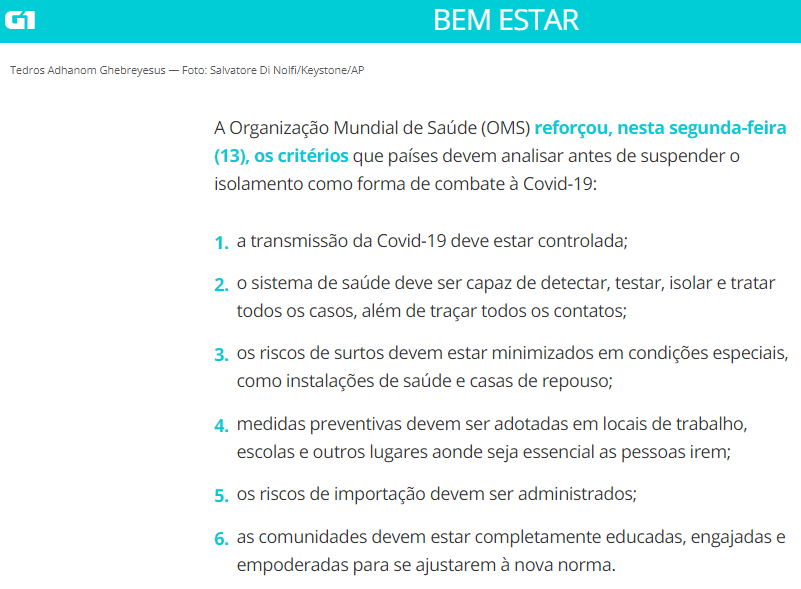 G1
BEM ESTAR
Tedros Adhanom Ghebreyesus — Foto: Salvatore Di Nolfi/Keystone/AP
A Organização Mundial de Saúde (OMS) reforçou, nesta segunda-feira
(13), os critérios que países devem analisar antes de suspender o
isolamento como forma de combate à Covid-19:
1. a transmissão da Covid-19 deve estar controlada;
2. o sistema de saúde deve ser capaz de detectar, testar, isolar e tratar
todos os casos, além de traçar todos os contatos;
3. os riscos de surtos devem estar minimizados em condições especiais,
como instalações de saúde e casas de repouso;
4. medidas preventivas devem ser adotadas em locais de trabalho,
escolas e outros lugares aonde seja essencial as pessoas irem;
5. os riscos de importação devem ser administrados;
6. as comunidades devem estar completamente educadas, engajadas e
empoderadas para se ajustarem à nova norma.